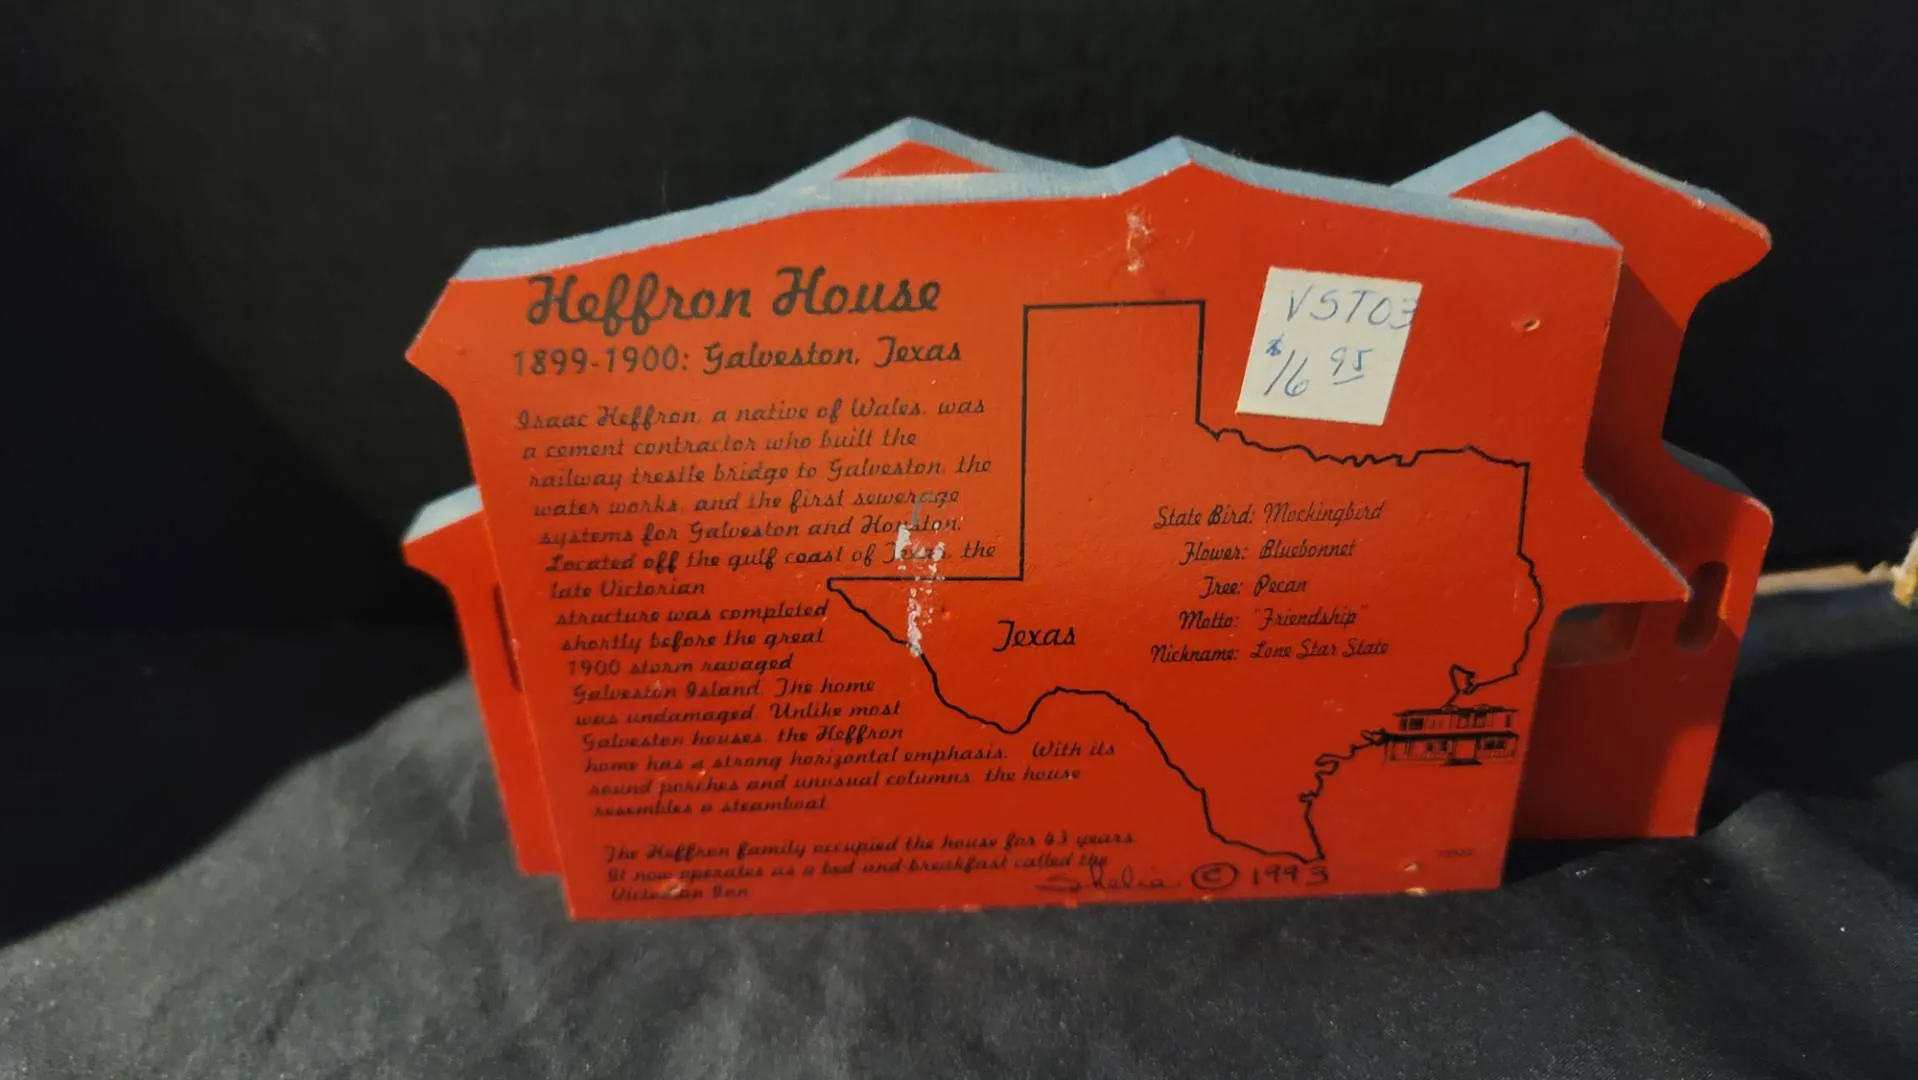 Heffron House
1899-1900: Galveston, Texas
Isaac Heffron, a native of Wales, was
a cement contractor who built the
railway trestle bridge to Galveston, the
water works, and the first sewerage
systems for Galveston and Houston.
Located off the gulf coast of Texas, the
late Victorian
structure was completed
shortly before the great
1900 storm ravaged
Galveston Island. The home
was undamaged. Unlike most
Galveston houses, the Heffron
home has a strong horizontal emphasis. With its
round porches and unusual columns, the house
resembles a steamboat.
The Heffron family occupied the house for 43 years.
It now operates as a bed-and-breakfast called the
Victorian Inn
Shelia © 1993
Texas
VST03
$16 95
State Bird: Mockingbird
Flower: Bluebonnet
Tree: Pecan
Motto: "Friendship"
Nickname: Lone Star State